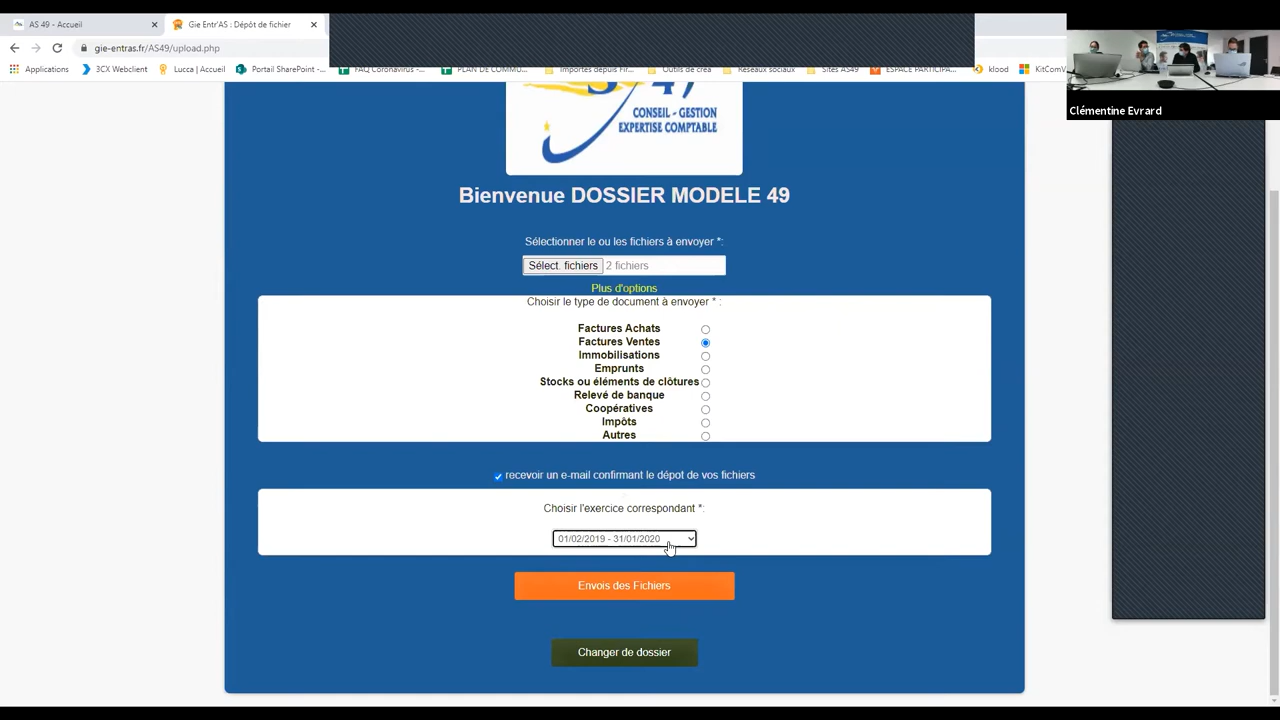 AS 49 - Accueil
Gie Entr'AS : Dépôt de fichier
gie-entras.fr/AS49/upload.php
Applications
3CX Webclient
Lucca | Accueil
Portail SharePoint -...
FAQ Coronavirus -...
PLAN DE COMMU...
Importés depuis Fir...
Outils de créa
Réseaux sociaux
Sites AS49
ESPACE PARTICIPA...
klood
KitComV
Clémentine Evrard
CONSEIL - GESTION
EXPERTISE COMPTABLE
Bienvenue DOSSIER MODELE 49
Sélectionner le ou les fichiers à envoyer *:
Sélect. fichiers 2 fichiers
Plus d'options
Choisir le type de document à envoyer * :
Factures Achats
Factures Ventes
Immobilisations
Emprunts
Stocks ou éléments de clôtures
Relevé de banque
Coopératives
Impôts
Autres
recevoir un e-mail confirmant le dépot de vos fichiers
Choisir l'exercice correspondant *:
01/02/2019 - 31/01/2020
Envois des Fichiers
Changer de dossier